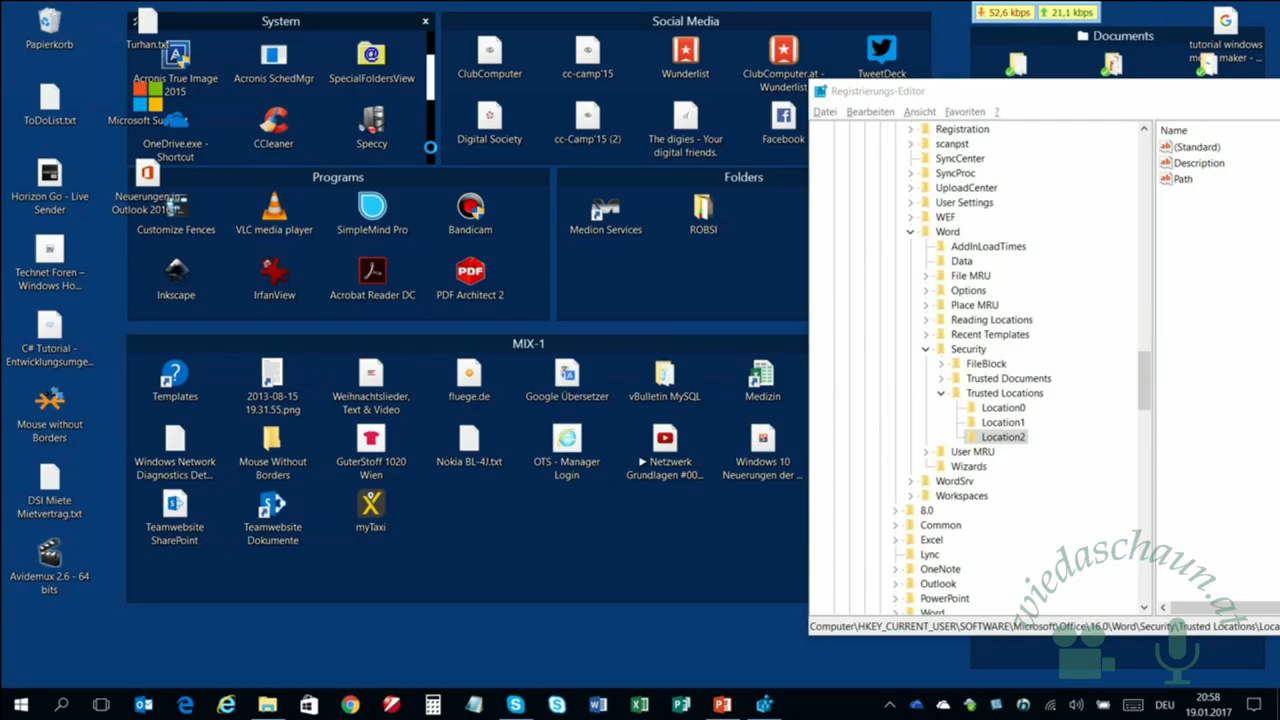 Papierkorb
ToDoList.txt
Horizon Go - Live
Sender
Technet Foren –
Windows Ho...
C# Tutorial -
Entwicklungsumge...
Mouse without
Borders
DSI Miete
Mietvertrag.txt
Avidemux 2.6 - 64
bits
System
x
Turhan.txt
Acronis True Image
2015
Acronis SchedMgr
SpecialFoldersView
OneDrive.exe -
Shortcut
CCleaner
Speccy
Neuerungen in
Social Media
ClubComputer
cc-camp'15
Wunderlist
ClubComputer.at -
Wunderlist
TweetDeck
Digital Society
cc-Camp'15 (2)
The digies - Your
digital friends.
Facebook
52,6 kbps
21,1 kbps
Documents
tutorial windows
Programs
Customize Fences
VLC media player
SimpleMind Pro
Bandicam
Inkscape
IrfanView
Acrobat Reader DC
PDF Architect 2
PDF
Folders
Medion Services
ROBSI
MIX-1
Templates
2013-08-15
19.31.55.png
Weihnachtslieder,
Text & Video
fluege.de
Google Übersetzer
vBulletin MySQL
Medizin
Windows Network
Diagnostics Det...
Mouse Without
Borders
GuterStoff 1020
Wien
Nokia BL-4J.txt
OTS - Manager
Login
► Netzwerk
Grundlagen #00...
Windows 10
Neuerungen der ...
Teamwebsite
SharePoint
Teamwebsite
Dokumente
myTaxi
Registrierungs-Editor
Datei Bearbeiten Ansicht Favoriten ?
Registration
scanpst
SyncCenter
SyncProc
UploadCenter
User Settings
WEF
Word
AddInLoadTimes
Data
File MRU
Options
Place MRU
Reading Locations
Recent Templates
Security
FileBlock
Trusted Documents
Trusted Locations
Location0
Location1
Location2
User MRU
Wizards
WordSrv
Workspaces
8.0
Common
Excel
Lync
OneNote
Outlook
PowerPoint
Word
Name
(Standard)
Description
Path
Computer\HKEY_CURRENT_USER\SOFTWARE\Microsoft\Office\16.0\Word\Security\Trusted Locations\Loca
wiedaschaun.at
DEU
20:58
19.01.2017